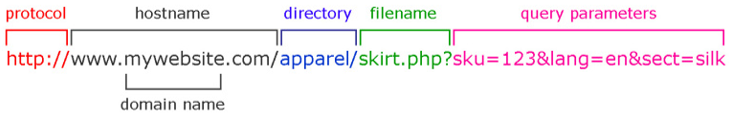 protocol hostname directory filename query parameters
http://www.mywebsite.com/apparel/skirt.php?sku=123&lang=en&sect=silk
domain name